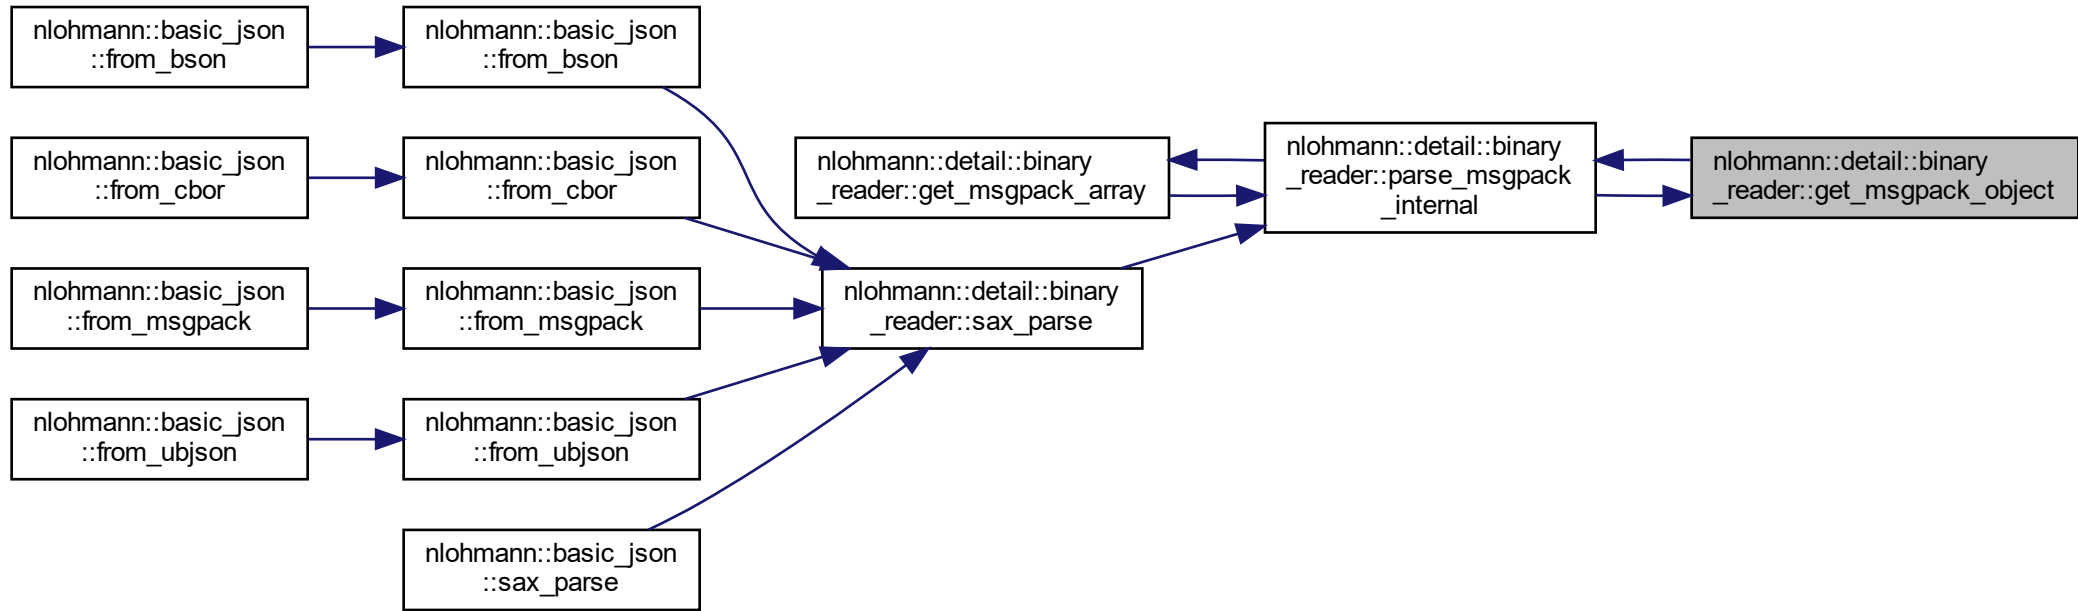 nlohmann::basic_json
::from_bson
nlohmann::basic_json
::from_bson
nlohmann::basic_json
::from_cbor
nlohmann::basic_json
::from_cbor
nlohmann::detail::binary
_reader::get_msgpack_array
nlohmann::detail::binary
_reader::parse_msgpack
_internal
nlohmann::detail::binary
_reader::get_msgpack_object
nlohmann::basic_json
::from_msgpack
nlohmann::basic_json
::from_msgpack
nlohmann::detail::binary
_reader::sax_parse
nlohmann::basic_json
::from_ubjson
nlohmann::basic_json
::from_ubjson
nlohmann::basic_json
::sax_parse